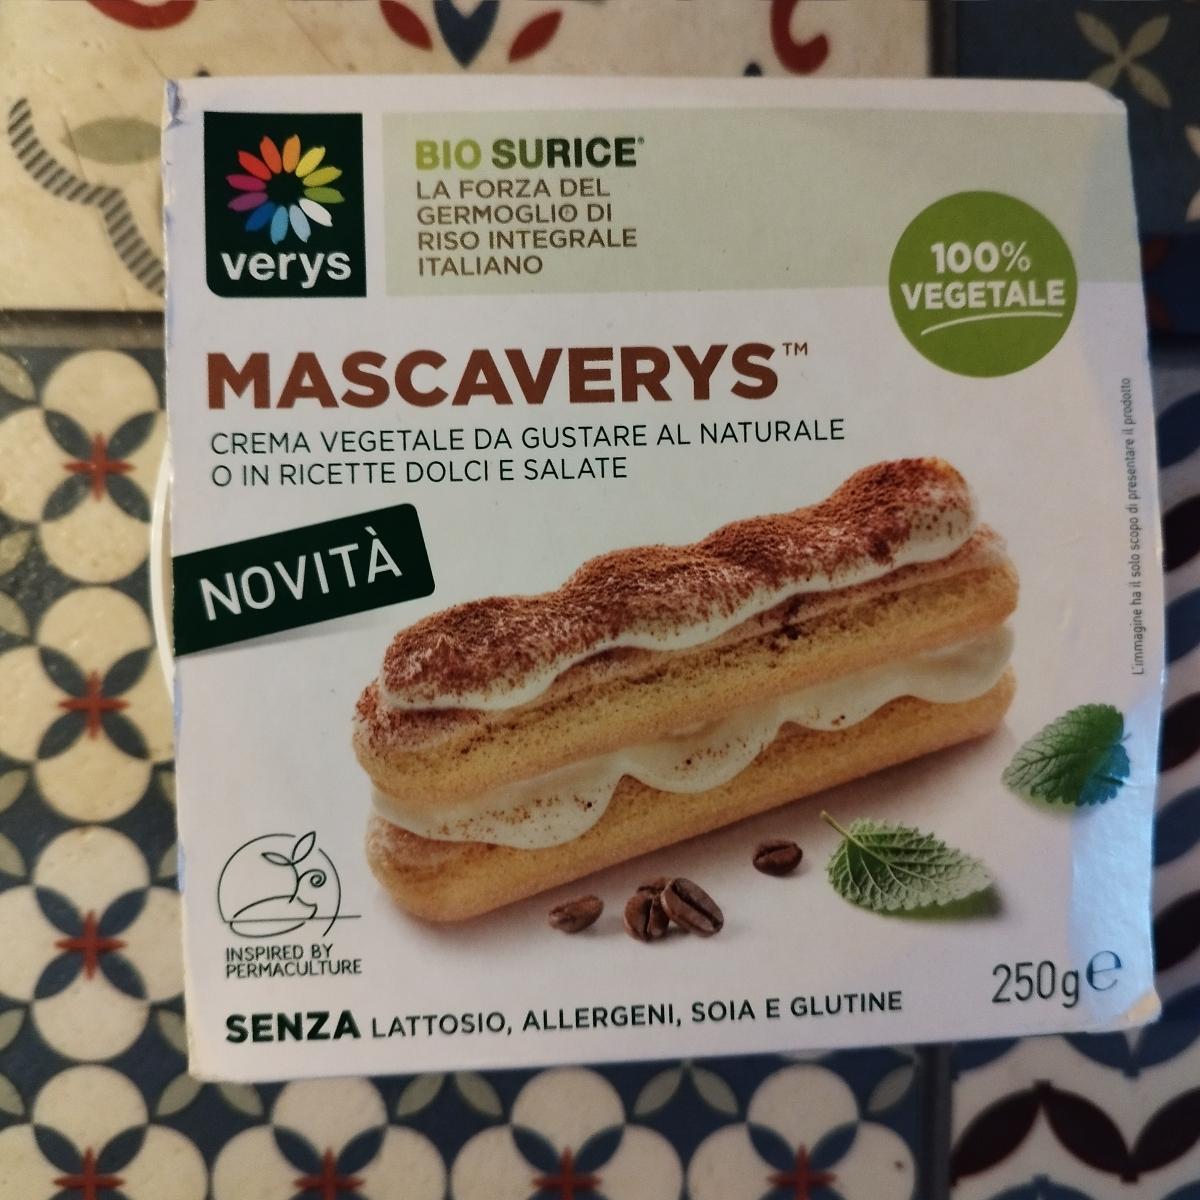 verys
BIO SURICE®
LA FORZA DEL
GERMOGLIO DI
RISO INTEGRALE
ITALIANO
100%
VEGETALE
MASCAVERYS™
CREMA VEGETALE DA GUSTARE AL NATURALE
O IN RICETTE DOLCI E SALATE
NOVITÀ
L'immagine ha il solo scopo di presentare il prodotto
INSPIRED BY
PERMACULTURE
250g℮
SENZA LATTOSIO, ALLERGENI, SOIA E GLUTINE